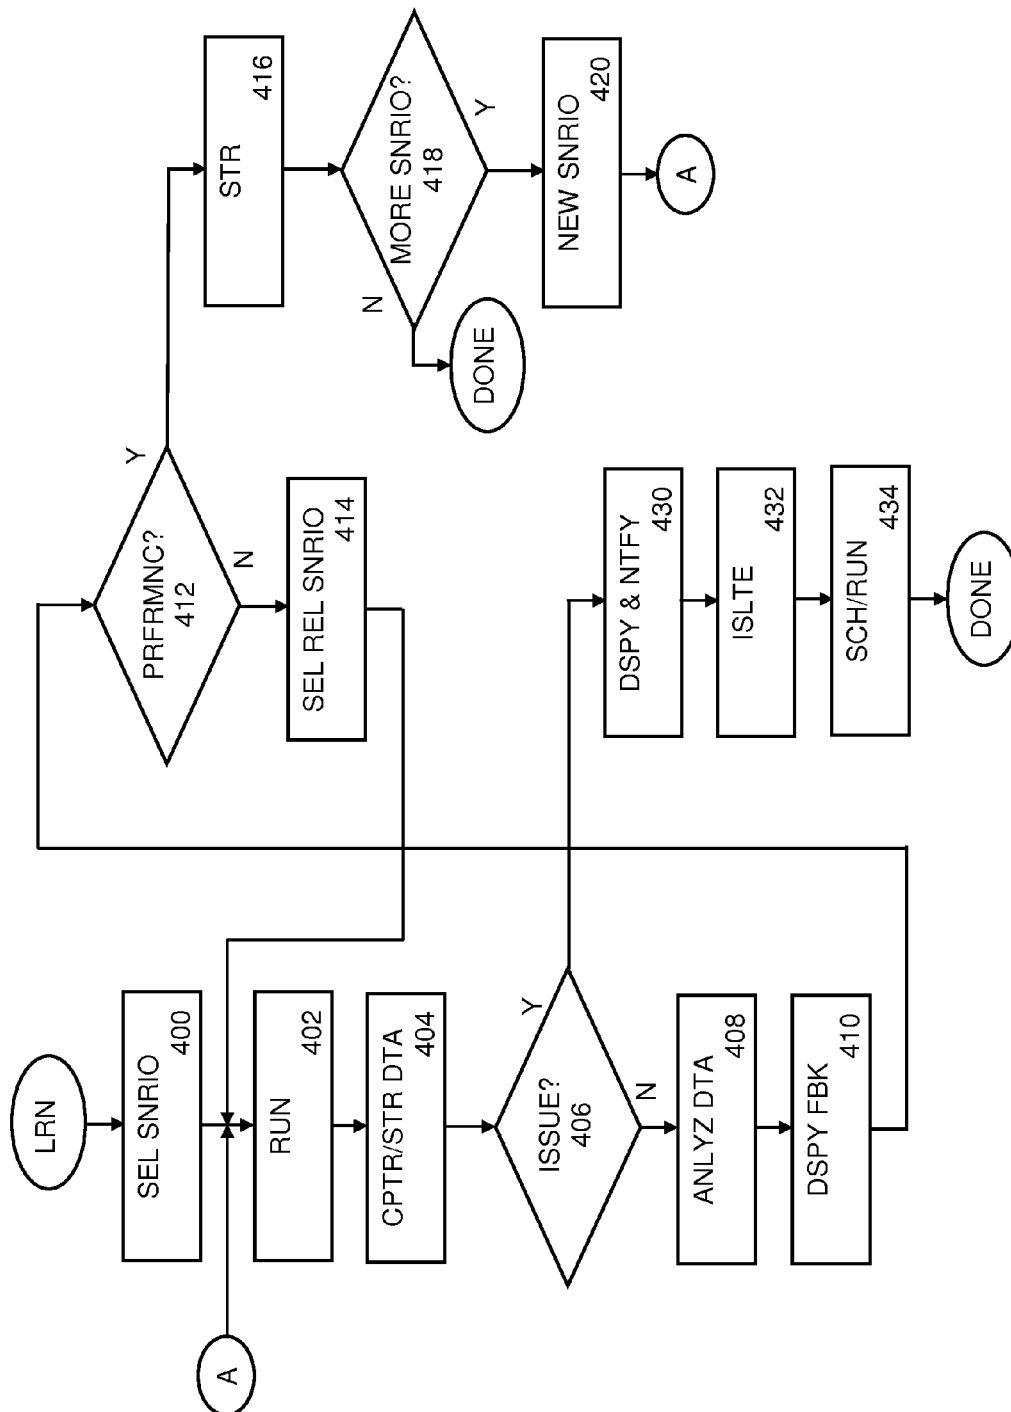 LRN
SEL SNRIO
400
A
RUN
402
CPTR/STR DTA
404
ISSUE?
406
Y
N
ANLYZ DTA
408
DSPY FBK
410
PRFRMNC?
412
Y
N
SEL REL SNRIO
414
STR
416
MORE SNRIO?
418
N
Y
DONE
NEW SNRIO
420
A
DSPY & NTFY
430
ISLTE
432
SCH/RUN
434
DONE